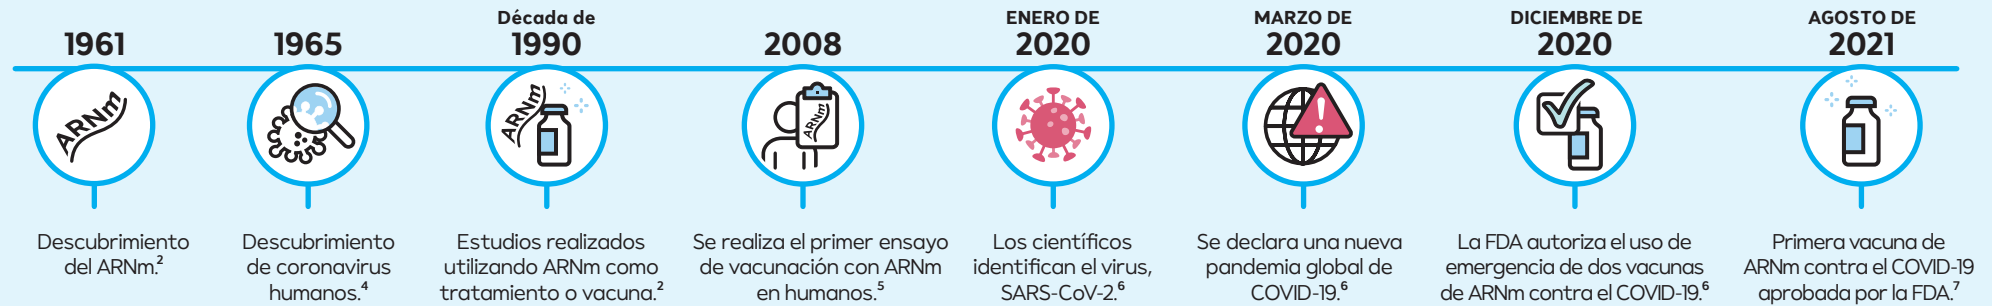 1961
ARNm
Descubrimiento
del ARNm.²
1965
Descubrimiento
de coronavirus
humanos.⁴
Década de
1990
ARNm
Estudios realizados
utilizando ARNm como
tratamiento o vacuna.²
2008
ARNm
Se realiza el primer ensayo
de vacunación con ARNm
en humanos.⁵
ENERO DE
2020
Los científicos
identifican el virus,
SARS-CoV-2.⁶
MARZO DE
2020
Se declara una nueva
pandemia global de
COVID-19.⁶
DICIEMBRE DE
2020
La FDA autoriza el uso de
emergencia de dos vacunas
de ARNm contra el COVID-19.⁶
AGOSTO DE
2021
Primera vacuna de
ARNm contra el COVID-19
aprobada por la FDA.⁷